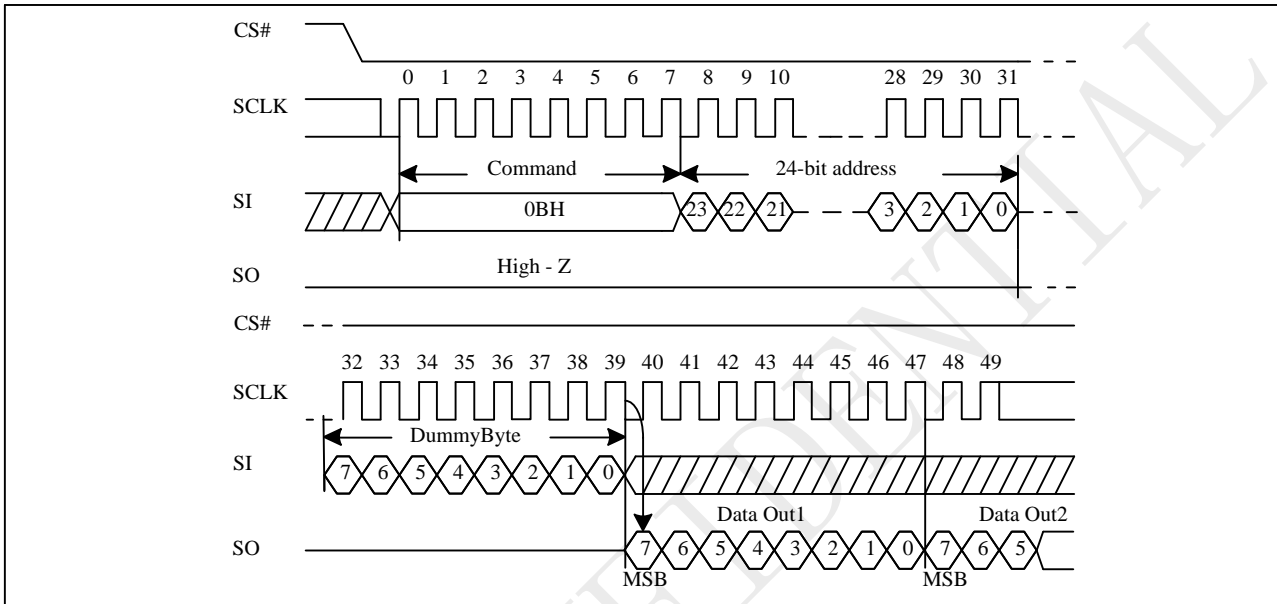 CS#
0 1 2 3 4 5 6 7 8 9 10 28 29 30 31
SCLK
Command 24-bit address
SI 0BH 23 22 21 3 2 1 0
High - Z
SO
CS#
32 33 34 35 36 37 38 39 40 41 42 43 44 45 46 47 48 49
SCLK
DummyByte
SI 7 6 5 4 3 2 1 0
Data Out1 Data Out2
SO 7 6 5 4 3 2 1 0 7 6 5
MSB MSB